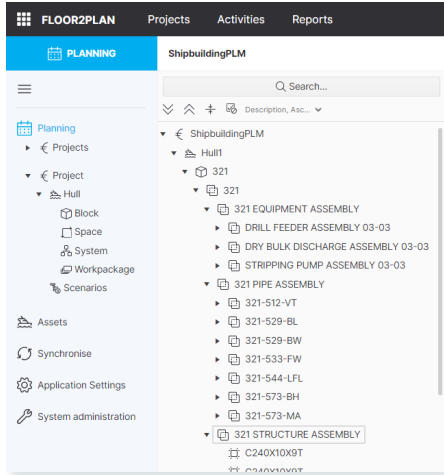 FLOOR2PLAN Projects Activities Reports
PLANNING ShipbuildingPLM
Search...
Description, Asc...
Planning
Projects
Project
Hull
Block
Space
System
Workpackage
Scenarios
Assets
Synchronise
Application Settings
System administration
ShipbuildingPLM
Hull1
321
321
321 EQUIPMENT ASSEMBLY
DRILL FEEDER ASSEMBLY 03-03
DRY BULK DISCHARGE ASSEMBLY 03-03
STRIPPING PUMP ASSEMBLY 03-03
321 PIPE ASSEMBLY
321-512-VT
321-529-BL
321-529-BW
321-533-FW
321-544-LFL
321-573-BH
321-573-MA
321 STRUCTURE ASSEMBLY
C240X10X9T
C240X10X9T